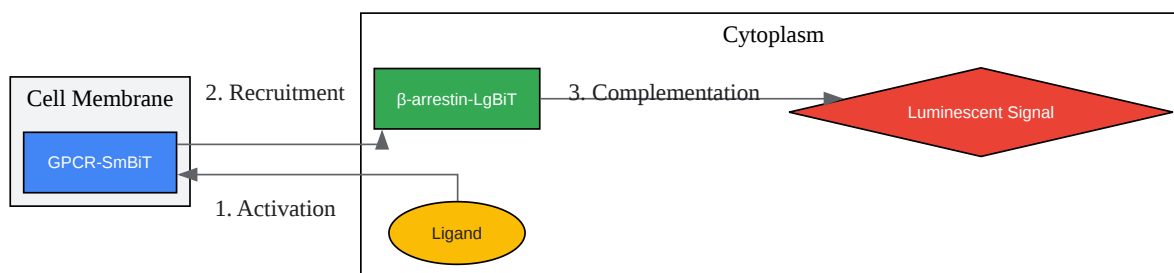 Cytoplasm
Cell Membrane
2. Recruitment
β-arrestin-LgBiT
3. Complementation
Luminescent Signal
GPCR-SmBiT
1. Activation
Ligand